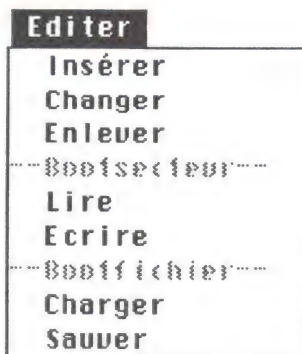 Editer
Insérer
Changer
Enlever
--Bootsecteur--
Lire
Ecrire
--Bootfichier--
Charger
Sauver